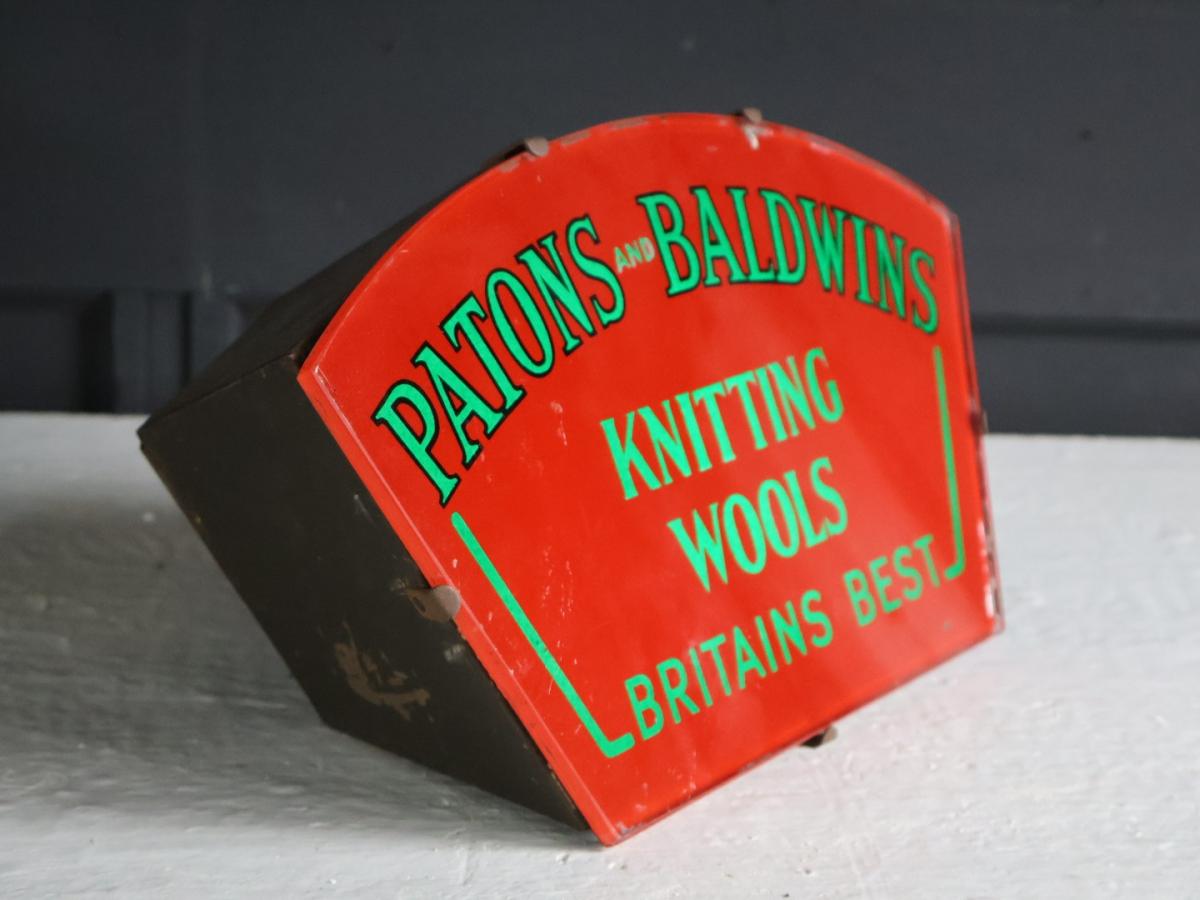 PATONS AND BALDWINS
KNITTING
WOOLS
BRITAINS BEST